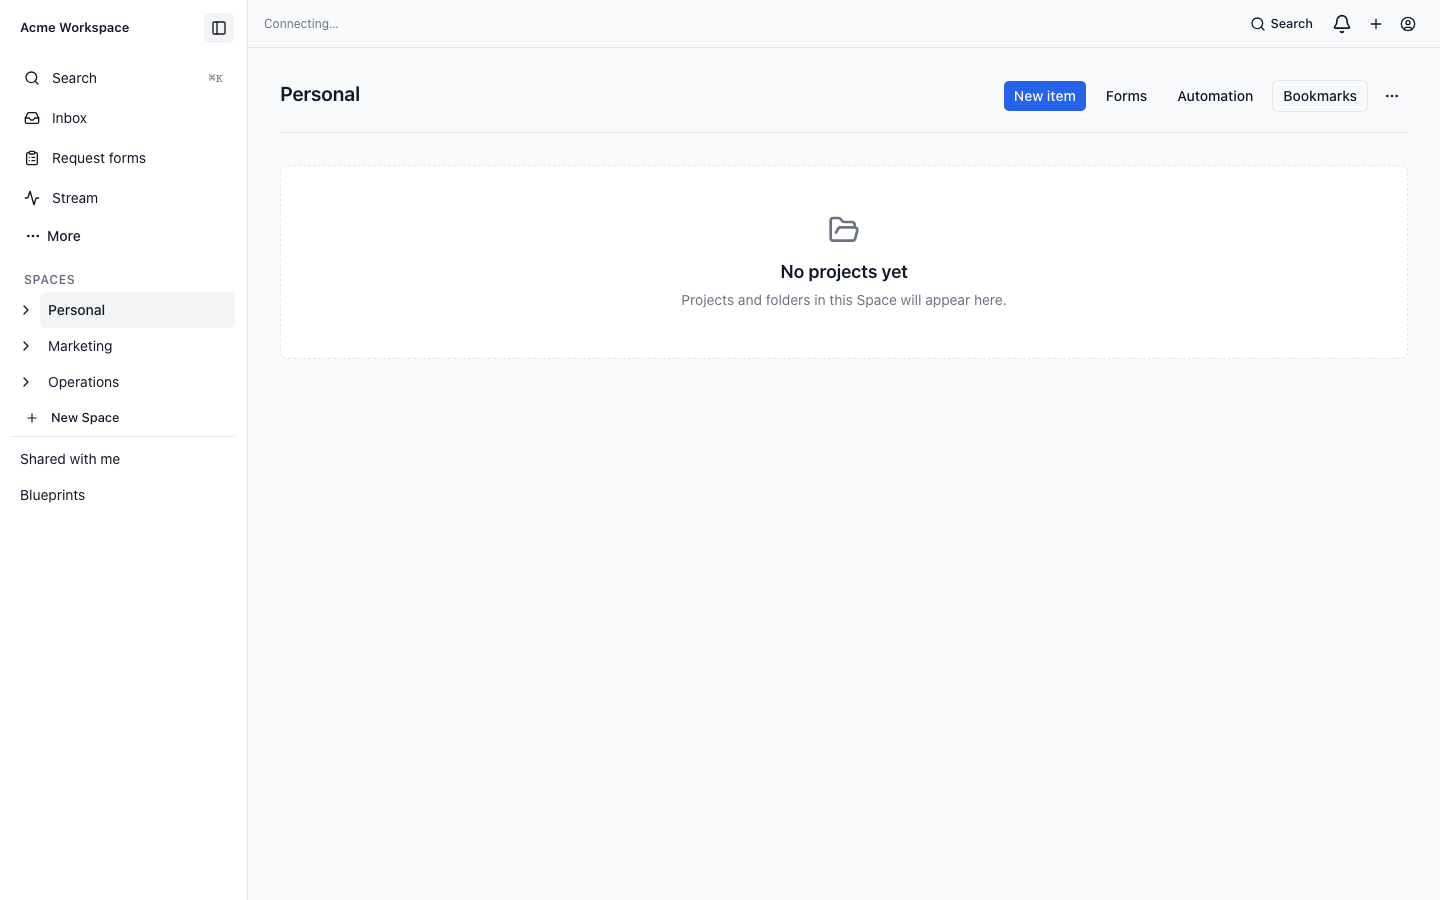 Acme Workspace
Search ⌘K
Inbox
Request forms
Stream
More
SPACES
Personal
Marketing
Operations
New Space
Shared with me
Blueprints
Connecting...
Search
Personal
New item
Forms
Automation
Bookmarks
No projects yet
Projects and folders in this Space will appear here.